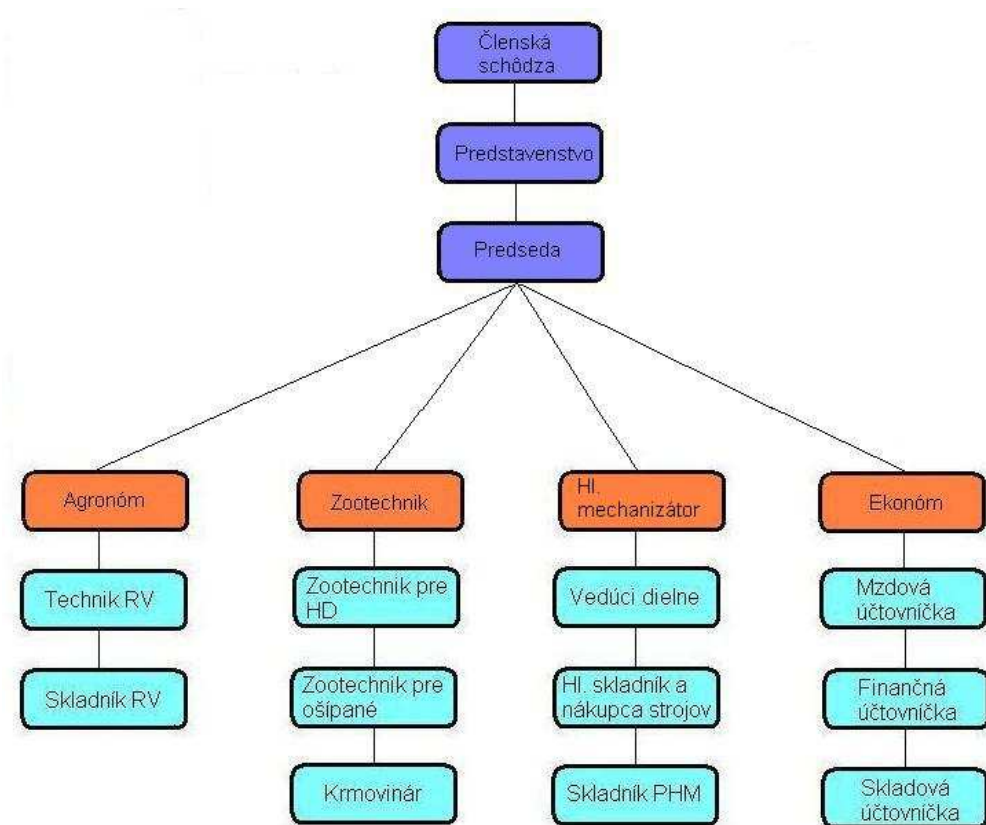 Členská
schôdza
Predstavenstvo
Predseda
Agronóm
Zootechnik
Hl.
mechanizátor
Ekonóm
Technik RV
Zootechnik pre
HD
Vedúci dielne
Mzdová
účtovníčka
Skladník RV
Zootechnik pre
ošípané
Hl. skladník a
nákupca strojov
Finančná
účtovníčka
Krmovinár
Skladník PHM
Skladová
účtovníčka